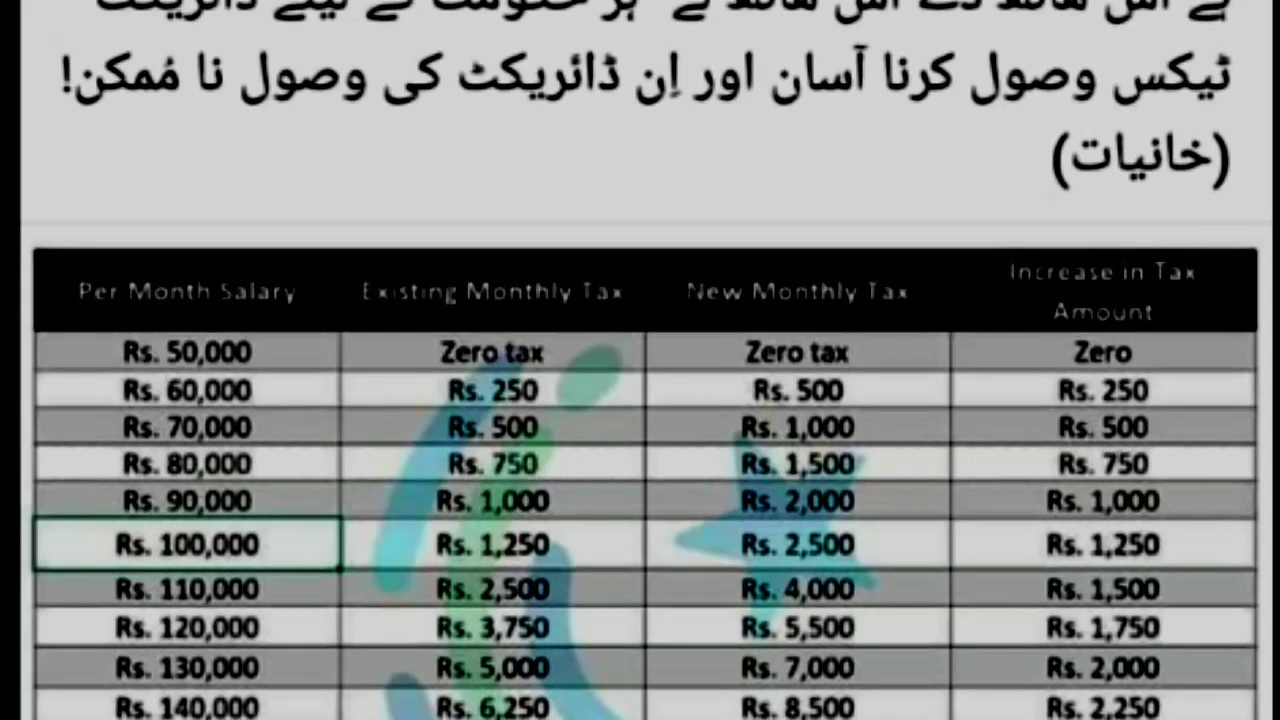 ٹیکس وصول کرنا آسان اور اِن ڈائریکٹ کی وصول نا مُمکن!
(خانیات)
Per Month Salary Existing Monthly Tax New Monthly Tax Increase in Tax Amount
Rs. 50,000 Zero tax Zero tax Zero
Rs. 60,000 Rs. 250 Rs. 500 Rs. 250
Rs. 70,000 Rs. 500 Rs. 1,000 Rs. 500
Rs. 80,000 Rs. 750 Rs. 1,500 Rs. 750
Rs. 90,000 Rs. 1,000 Rs. 2,000 Rs. 1,000
Rs. 100,000 Rs. 1,250 Rs. 2,500 Rs. 1,250
Rs. 110,000 Rs. 2,500 Rs. 4,000 Rs. 1,500
Rs. 120,000 Rs. 3,750 Rs. 5,500 Rs. 1,750
Rs. 130,000 Rs. 5,000 Rs. 7,000 Rs. 2,000
Rs. 140,000 Rs. 6,250 Rs. 8,500 Rs. 2,250